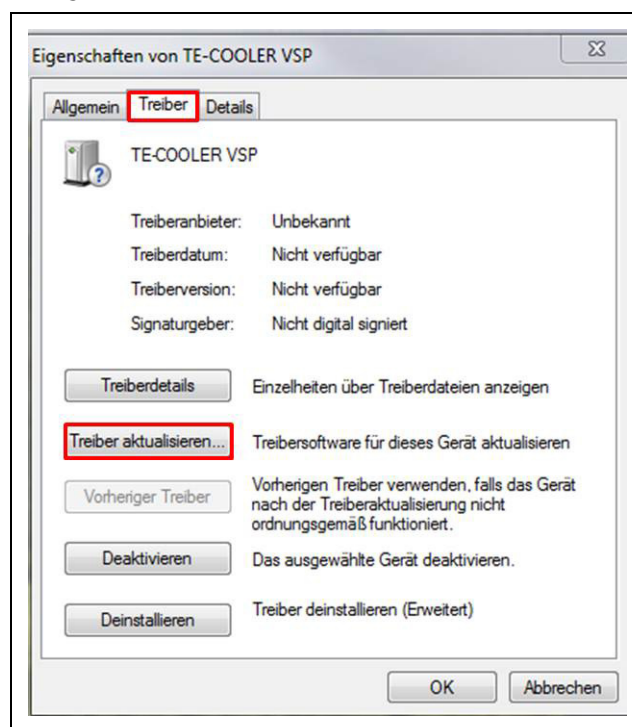 Eigenschaften von TE-COOLER VSP
Allgemein Treiber Details
TE-COOLER VSP
Treiberanbieter: Unbekannt
Treiberdatum: Nicht verfügbar
Treiberversion: Nicht verfügbar
Signaturgeber: Nicht digital signiert
Treiberdetails Einzelheiten über Treiberdateien anzeigen
Treiber aktualisieren... Treibersoftware für dieses Gerät aktualisieren
Vorheriger Treiber Vorherigen Treiber verwenden, falls das Gerät
nach der Treiberaktualisierung nicht
ordnungsgemäß funktioniert.
Deaktivieren Das ausgewählte Gerät deaktivieren.
Deinstallieren Treiber deinstallieren (Erweitert)
OK Abbrechen